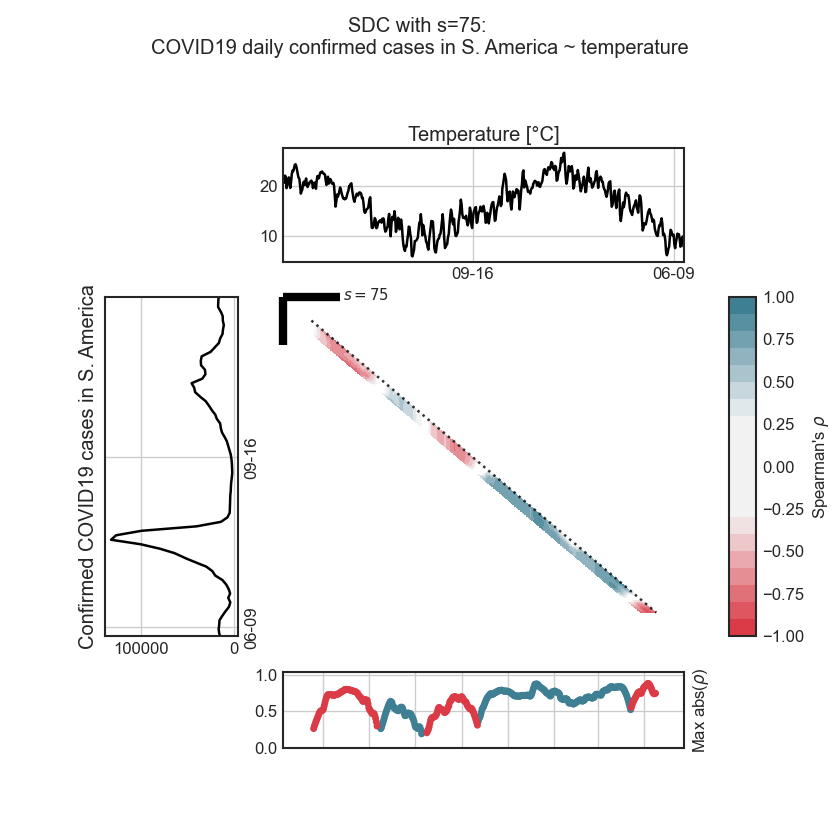 SDC with s=75:
COVID19 daily confirmed cases in S. America ~ temperature
Temperature [°C]
20
10
09-16
06-09
s = 75
Confirmed COVID19 cases in S. America
09-16
06-09
100000
0
1.00
0.75
0.50
0.25
0.00
−0.25
−0.50
−0.75
−1.00
Spearman's ρ
1.0
0.5
0.0
Max abs(ρ)